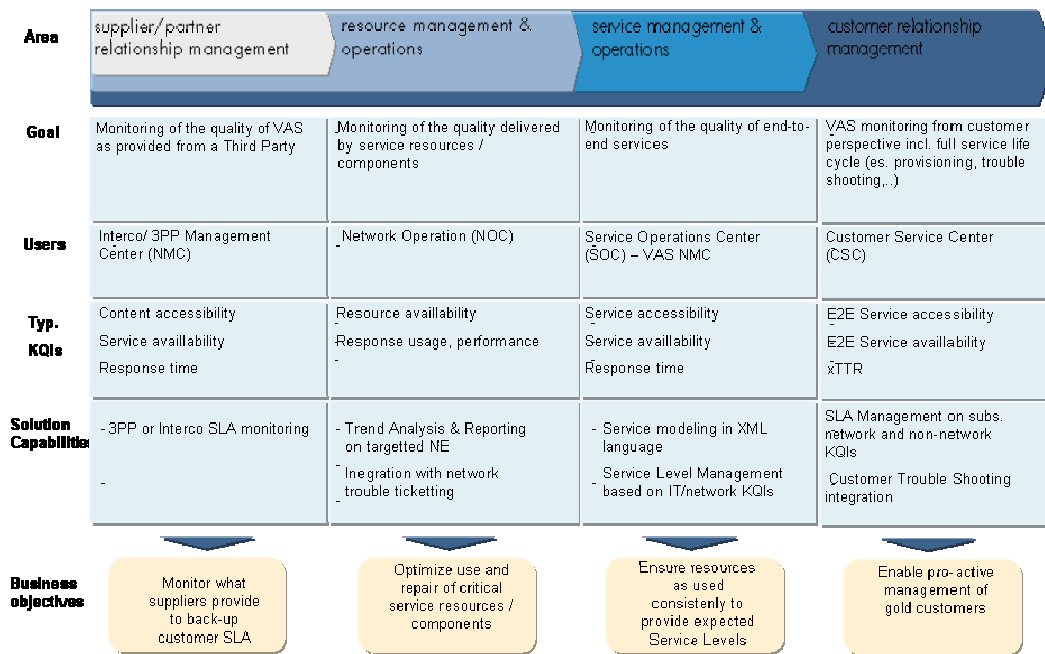 Area
supplier/partner
relationship management
resource management &
operations
service management &
operations
customer relationship
management
Goal
Monitoring of the quality of VAS
as provided from a Third Party
Monitoring of the quality delivered
by service resources /
components
Monitoring of the quality of end-to-
end services
VAS monitoring from customer
perspective incl. full service life
cycle (es. provisioning, trouble
shooting,..)
Users
Interco/ 3PP Management
Center (NMC)
Network Operation (NOC)
Service Operations Center
(SOC) – VAS NMC
Customer Service Center
(CSC)
Typ.
KQIs
Content accessibility
Service availlability
Response time
Resource availability
Response usage, performance
Service accessibility
Service availlability
Response time
E2E Service accessibility
E2E Service availlability
xTTR
Solution
Capabilities
- 3PP or Interco SLA monitoring
-
- Trend Analysis & Reporting
on targetted NE
- Inegration with network
trouble ticketting
- Service modeling in XML
language
- Service Level Management
based on IT/network KQIs
SLA Management on subs.
network and non-network
KQIs
Customer Trouble Shooting
integration
Business
objectives
Monitor what
suppliers provide
to back-up
customer SLA
Optimize use and
repair of critical
service resources /
components
Ensure resources
as used
consistenly to
provide expected
Service Levels
Enable pro-active
management of
gold customers